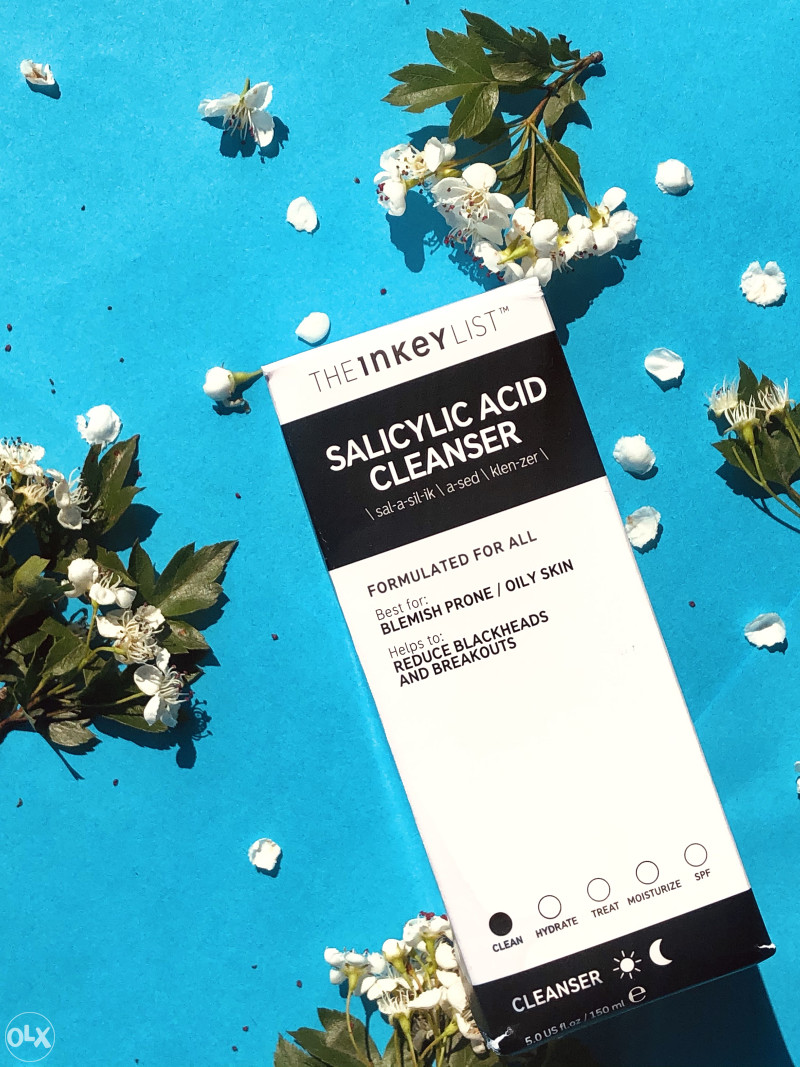 THE INKEY LIST™
SALICYLIC ACID
CLEANSER
\ sal-a-sil-ik \ a-sed \ klen-zer \
FORMULATED FOR ALL
Best for:
BLEMISH PRONE / OILY SKIN
Helps to:
REDUCE BLACKHEADS
AND BREAKOUTS
CLEAN HYDRATE TREAT MOISTURIZE SPF
CLEANSER
5.0 US fl.oz / 150 ml ℮
OLX